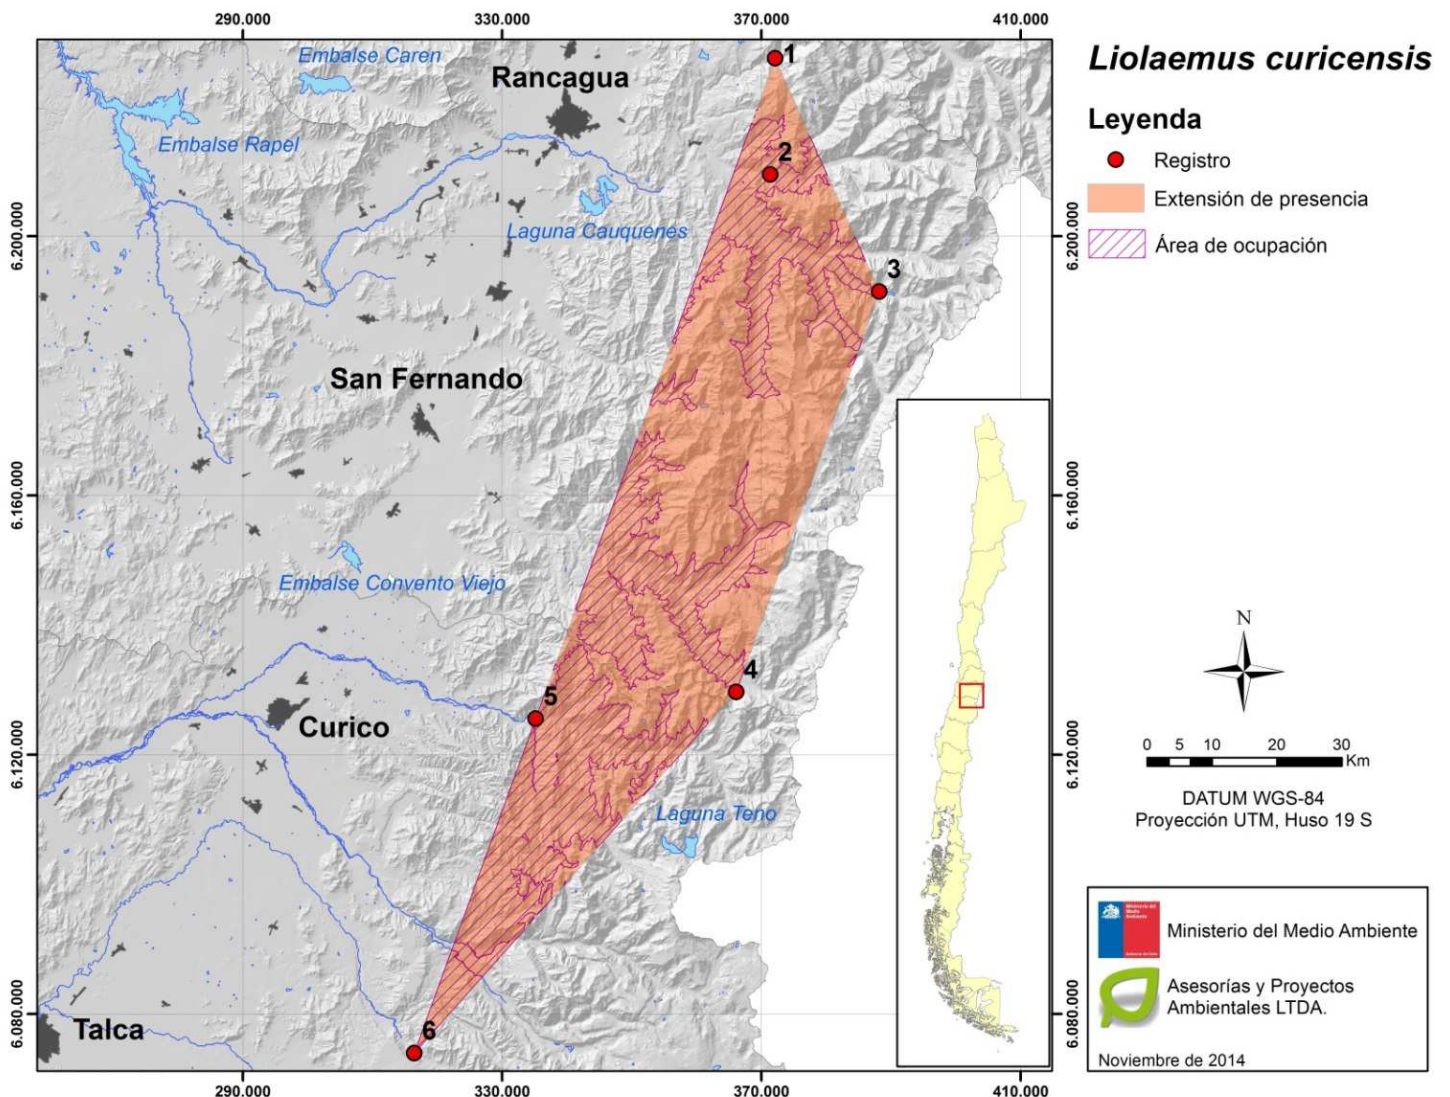 290.000
330.000
370.000
410.000
Liolaemus curicensis
Leyenda
Registro
Extensión de presencia
Área de ocupación
Embalse Caren
Rancagua
Embalse Rapel
Laguna Cauquenes
San Fernando
Embalse Convento Viejo
Curico
Laguna Teno
Talca
1
2
3
4
5
6
6.200.000
6.160.000
6.120.000
6.080.000
6.200.000
6.160.000
6.120.000
6.080.000
290.000
330.000
370.000
410.000
N
0 5 10 20 30
Km
DATUM WGS-84
Proyección UTM, Huso 19 S
Ministerio del Medio Ambiente
Asesorías y Proyectos
Ambientales LTDA.
Noviembre de 2014